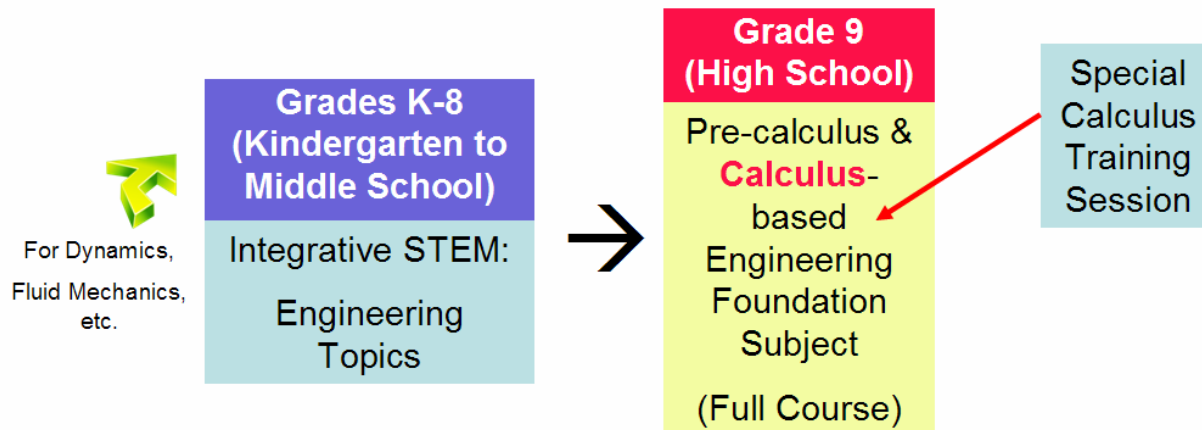 For Dynamics,
Fluid Mechanics,
etc.
Grades K-8
(Kindergarten to
Middle School)
Integrative STEM:
Engineering
Topics
Grade 9
(High School)
Pre-calculus &
Calculus-
based
Engineering
Foundation
Subject
(Full Course)
Special
Calculus
Training
Session